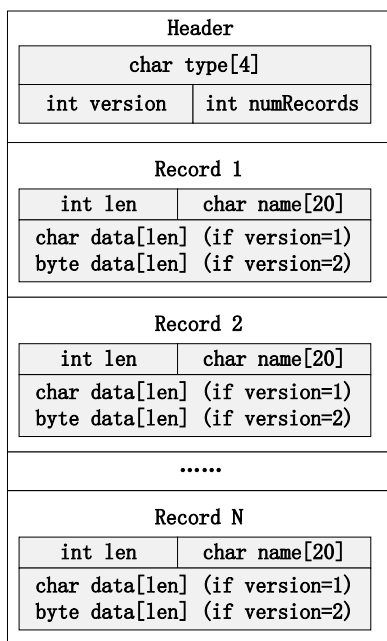 Header
char type[4]
int version int numRecords
Record 1
int len char name[20]
char data[len] (if version=1)
byte data[len] (if version=2)
Record 2
int len char name[20]
char data[len] (if version=1)
byte data[len] (if version=2)
……
Record N
int len char name[20]
char data[len] (if version=1)
byte data[len] (if version=2)